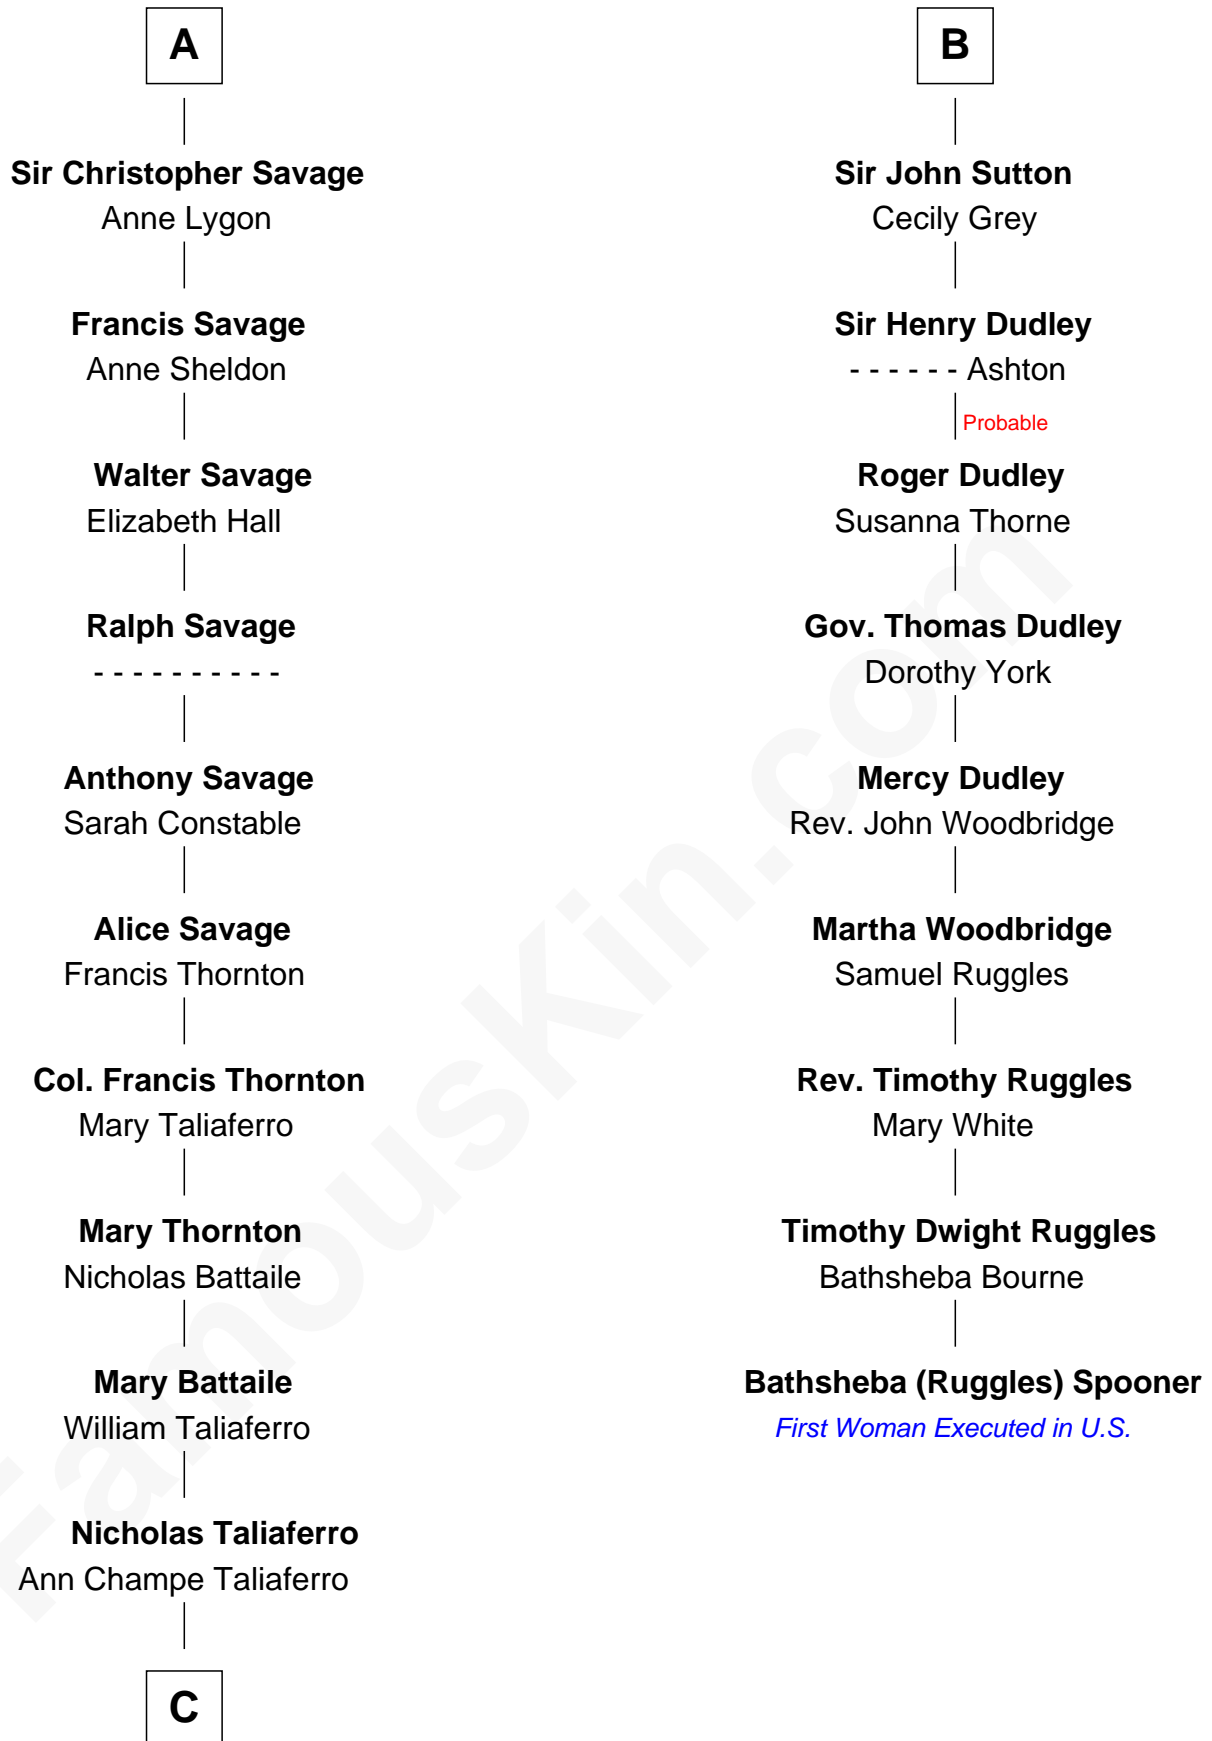 A
Sir Christopher Savage
Anne Lygon
Francis Savage
Anne Sheldon
Walter Savage
Elizabeth Hall
Ralph Savage
- - - - - - - - - -
Anthony Savage
Sarah Constable
Alice Savage
Francis Thornton
Col. Francis Thornton
Mary Taliaferro
Mary Thornton
Nicholas Battaile
Mary Battaile
William Taliaferro
Nicholas Taliaferro
Ann Champe Taliaferro
C
B
Sir John Sutton
Cecily Grey
Sir Henry Dudley
- - - - - - Ashton
Probable
Roger Dudley
Susanna Thorne
Gov. Thomas Dudley
Dorothy York
Mercy Dudley
Rev. John Woodbridge
Martha Woodbridge
Samuel Ruggles
Rev. Timothy Ruggles
Mary White
Timothy Dwight Ruggles
Bathsheba Bourne
Bathsheba (Ruggles) Spooner
First Woman Executed in U.S.
FamousKin.com